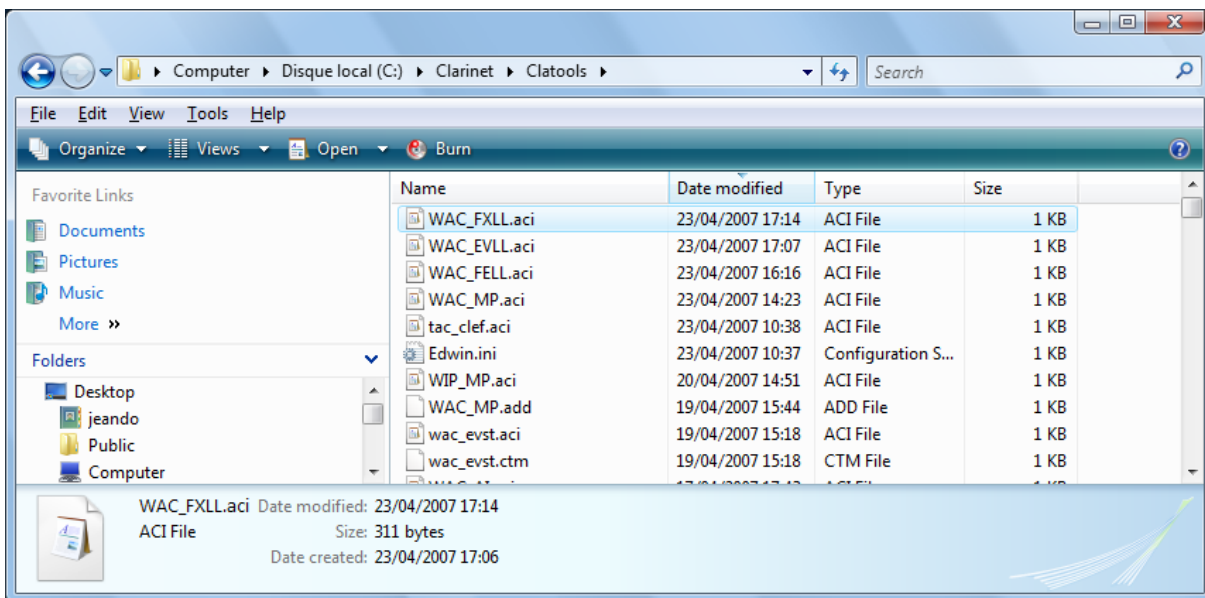 Computer Disque local (C:) Clarinet Clatools Search
File Edit View Tools Help
Organize Views Open Burn
Favorite Links
Documents
Pictures
Music
More »
Folders
Desktop
jeando
Public
Computer
Name Date modified Type Size
WAC_FXLL.aci 23/04/2007 17:14 ACI File 1 KB
WAC_EVLL.aci 23/04/2007 17:07 ACI File 1 KB
WAC_FELL.aci 23/04/2007 16:16 ACI File 1 KB
WAC_MP.aci 23/04/2007 14:23 ACI File 1 KB
tac_clef.aci 23/04/2007 10:38 ACI File 1 KB
Edwin.ini 23/04/2007 10:37 Configuration S... 1 KB
WIP_MP.aci 20/04/2007 14:51 ACI File 1 KB
WAC_MP.add 19/04/2007 15:44 ADD File 1 KB
wac_evst.aci 19/04/2007 15:18 ACI File 1 KB
wac_evst.ctm 19/04/2007 15:18 CTM File 1 KB
WAC_FXLL.aci Date modified: 23/04/2007 17:14
ACI File Size: 311 bytes
Date created: 23/04/2007 17:06